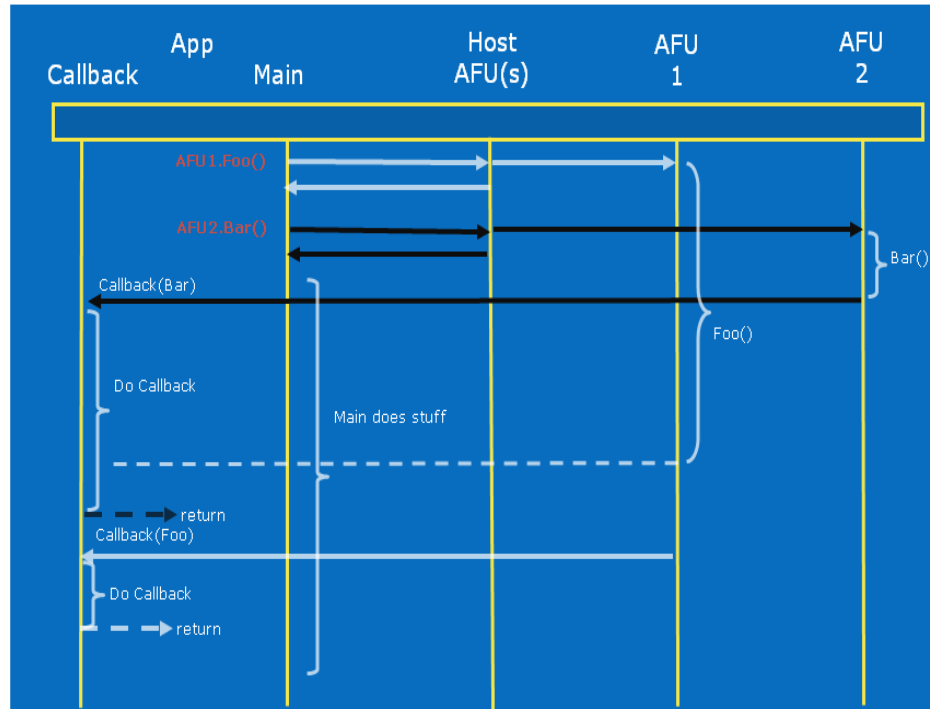 App
Host
AFU
AFU
Callback
Main
AFU(s)
1
2
AFU1.Foo()
AFU2.Bar()
Bar()
Callback(Bar)
Foo()
Do Callback
Main does stuff
return
Callback(Foo)
Do Callback
return